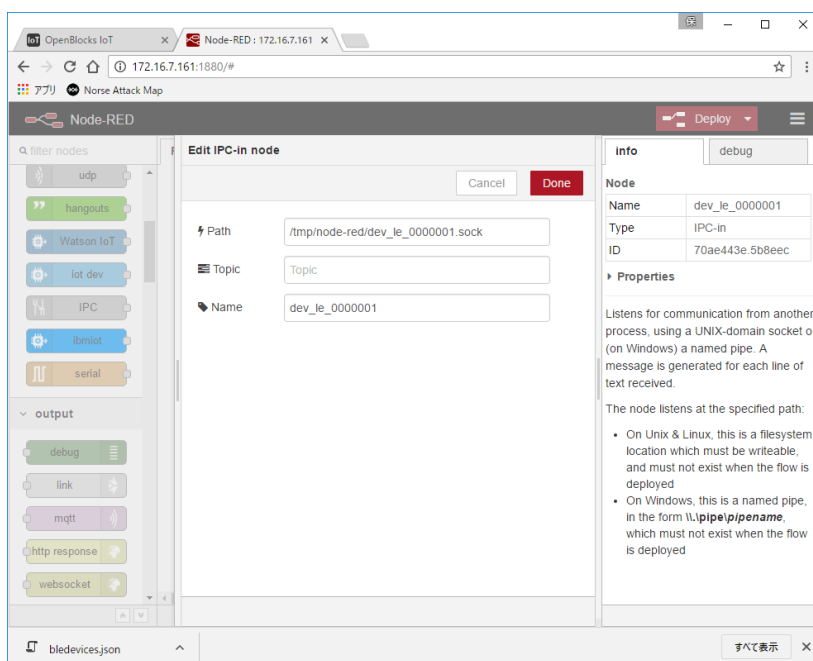 保
IoT OpenBlocks IoT
Node-RED : 172.16.7.161
172.16.7.161:1880/#
アプリ Norse Attack Map
Node-RED
Deploy
filter nodes
Edit IPC-in node
info
debug
udp
hangouts
Watson IoT
iot dev
IPC
ibmiot
serial
output
debug
link
mqtt
http response
websocket
Cancel
Done
Path
/tmp/node-red/dev_le_0000001.sock
Topic
Topic
Name
dev_le_0000001
Node
Name dev_le_0000001
Type IPC-in
ID 70ae443e.5b8eec
Properties
Listens for communication from another
process, using a UNIX-domain socket o
(on Windows) a named pipe. A
message is generated for each line of
text received.
The node listens at the specified path:
• On Unix & Linux, this is a filesystem
location which must be writeable,
and must not exist when the flow is
deployed
• On Windows, this is a named pipe,
in the form \\.\pipe\pipename,
which must not exist when the flow
is deployed
bledevices.json
すべて表示